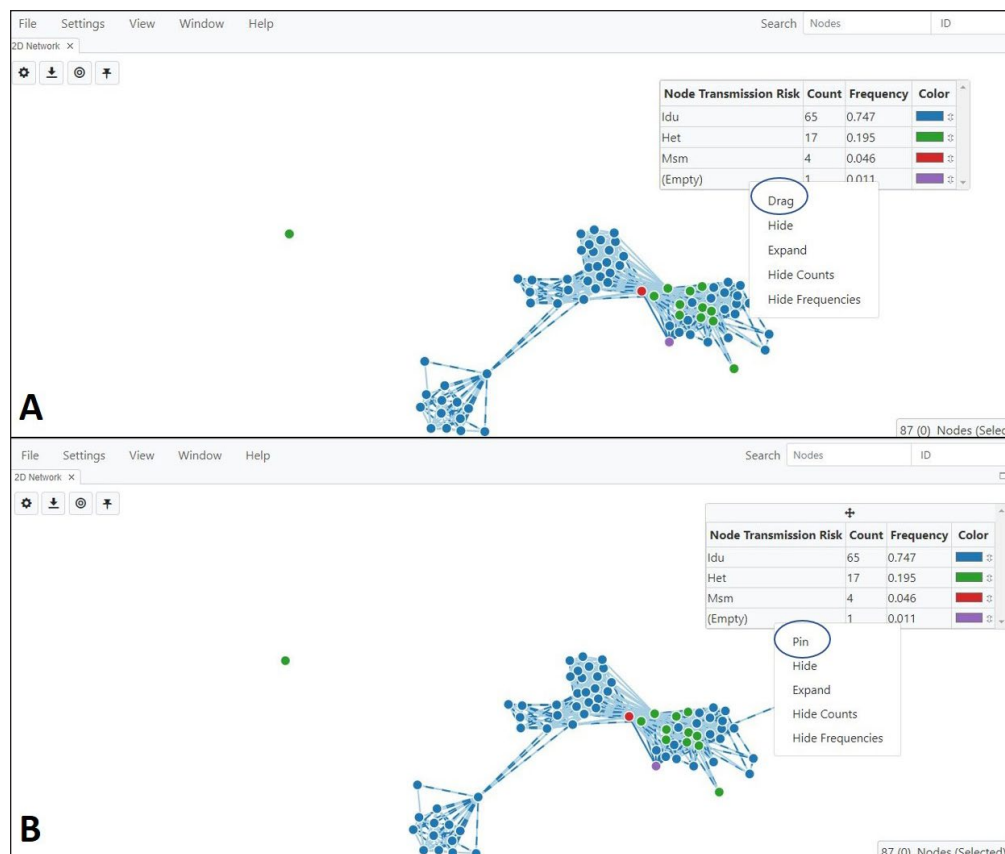 File Settings View Window Help Search Nodes ID
2D Network ×
Node Transmission Risk Count Frequency Color
Idu 65 0.747
Het 17 0.195
Msm 4 0.046
(Empty) 1 0.011
Drag
Hide
Expand
Hide Counts
Hide Frequencies
A
87 (0) Nodes (Selec
File Settings View Window Help Search Nodes ID
2D Network ×
Node Transmission Risk Count Frequency Color
Idu 65 0.747
Het 17 0.195
Msm 4 0.046
(Empty) 1 0.011
Pin
Hide
Expand
Hide Counts
Hide Frequencies
B
87 (0) Nodes (Selected)